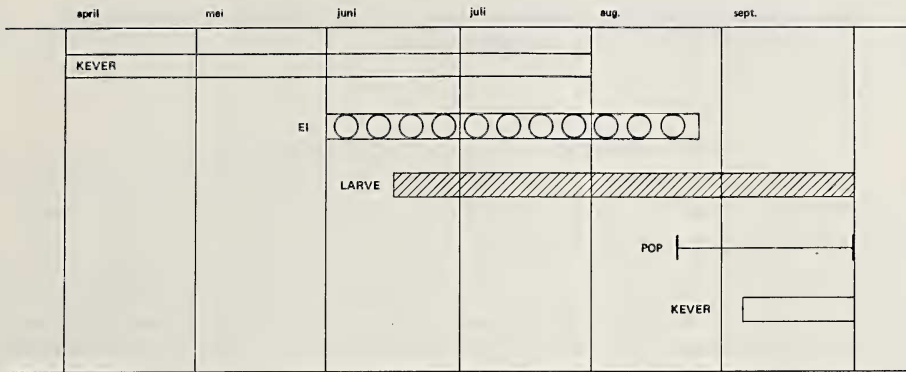 april mei juni juli aug. sept.
KEVER
EI
LARVE
POP
KEVER